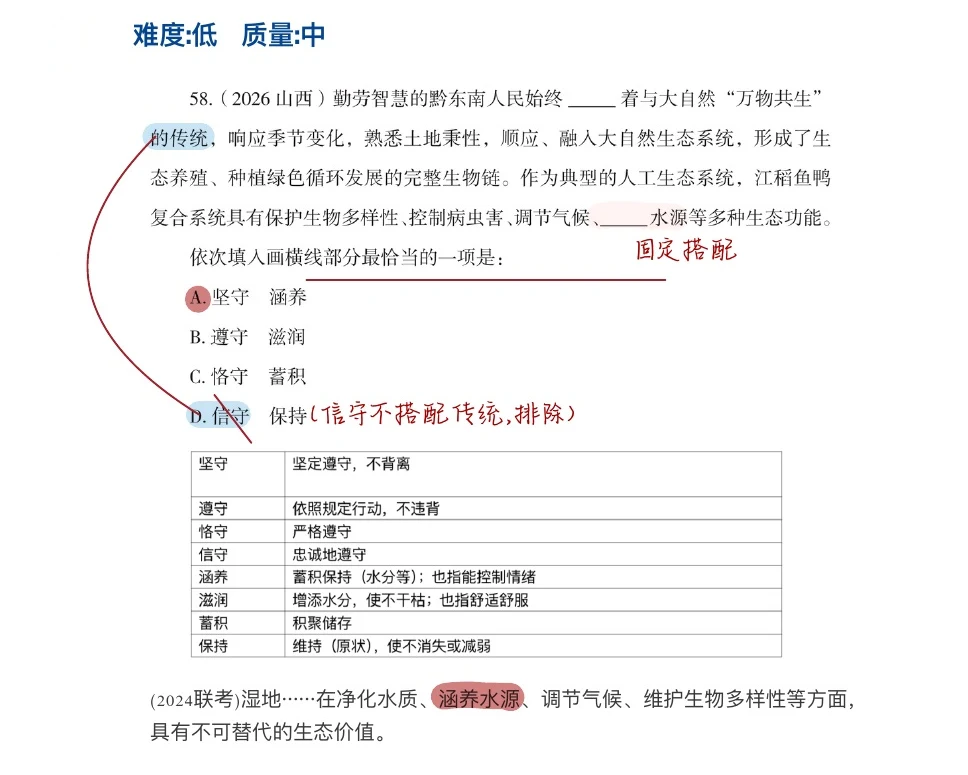 难度:低　质量:中
58.（2026 山西）勤劳智慧的黔东南人民始终 _____ 着与大自然“万物共生”
的传统，响应季节变化，熟悉土地秉性，顺应、融入大自然生态系统，形成了生
态养殖、种植绿色循环发展的完整生物链。作为典型的人工生态系统，江稻鱼鸭
复合系统具有保护生物多样性、控制病虫害、调节气候、_____ 水源等多种生态功能。
固定搭配
依次填入画横线部分最恰当的一项是：
A. 坚守　涵养
B. 遵守　滋润
C. 恪守　蓄积
D. 信守　保持(信守不搭配传统,排除)
坚守　坚定遵守，不背离
遵守　依照规定行动，不违背
恪守　严格遵守
信守　忠诚地遵守
涵养　蓄积保持（水分等）；也指能控制情绪
滋润　增添水分，使不干枯；也指舒适舒服
蓄积　积聚储存
保持　维持（原状），使不消失或减弱
(2024联考)湿地……在净化水质、涵养水源、调节气候、维护生物多样性等方面，
具有不可替代的生态价值。